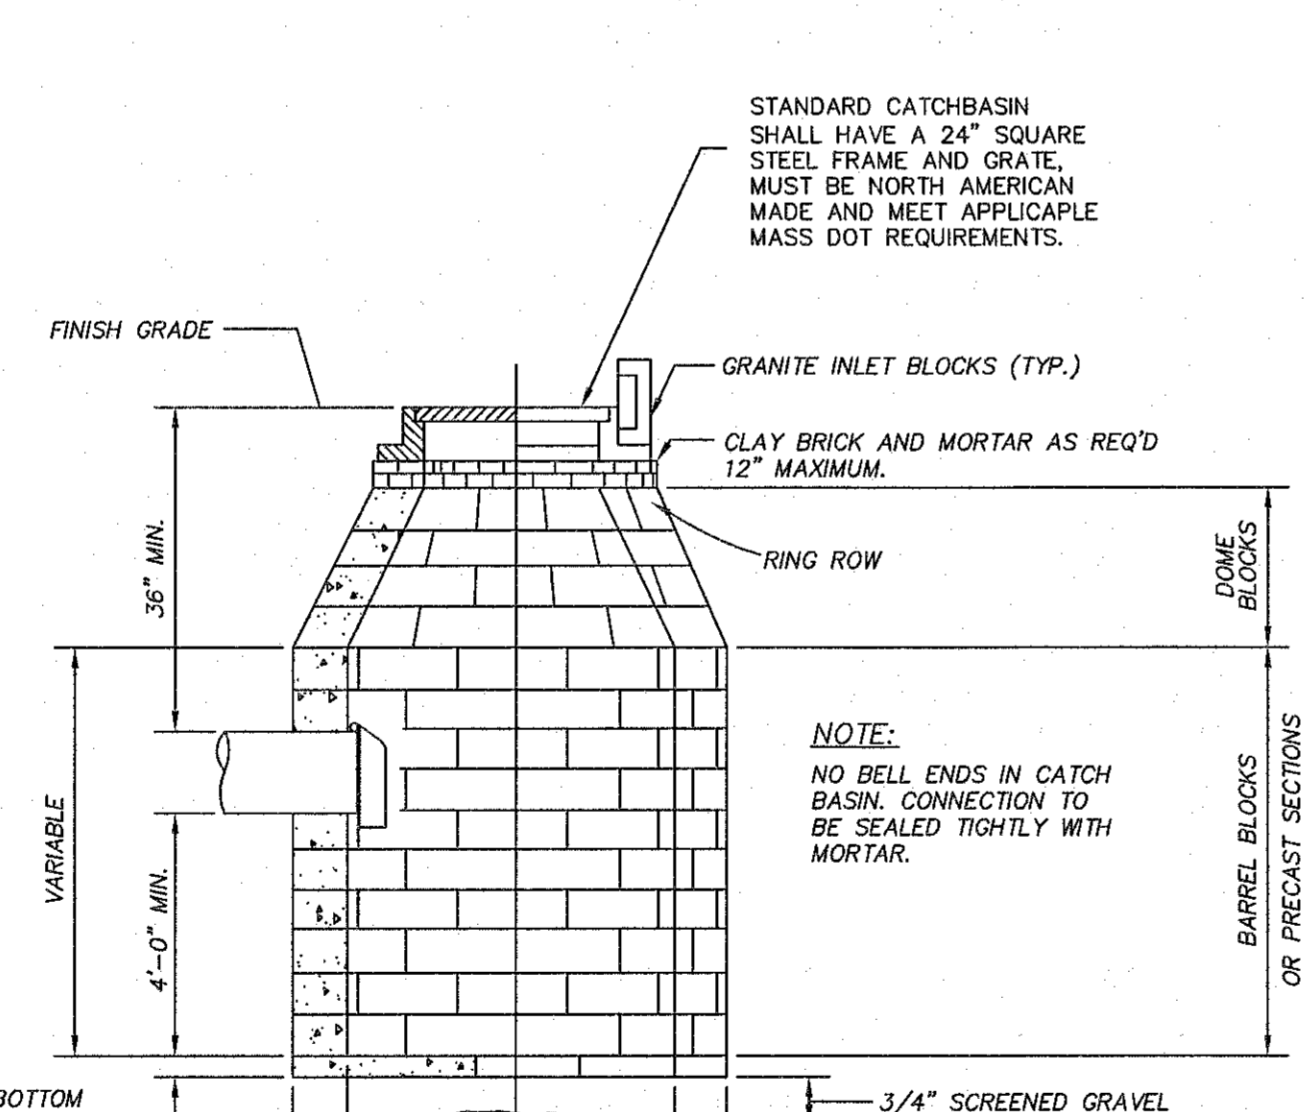 STANDARD CATCHBASIN
SHALL HAVE A 24" SQUARE
STEEL FRAME AND GRATE,
MUST BE NORTH AMERICAN
MADE AND MEET APPLICAPLE
MASS DOT REQUIREMENTS.
FINISH GRADE
GRANITE INLET BLOCKS (TYP.)
CLAY BRICK AND MORTAR AS REQ'D
12" MAXIMUM.
36" MIN.
RING ROW
DOME
BLOCKS
NOTE:
NO BELL ENDS IN CATCH
BASIN. CONNECTION TO
BE SEALED TIGHTLY WITH
MORTAR.
VARIABLE
4'-0" MIN.
BARREL BLOCKS
OR PRECAST SECTIONS
BOTTOM
3/4" SCREENED GRAVEL